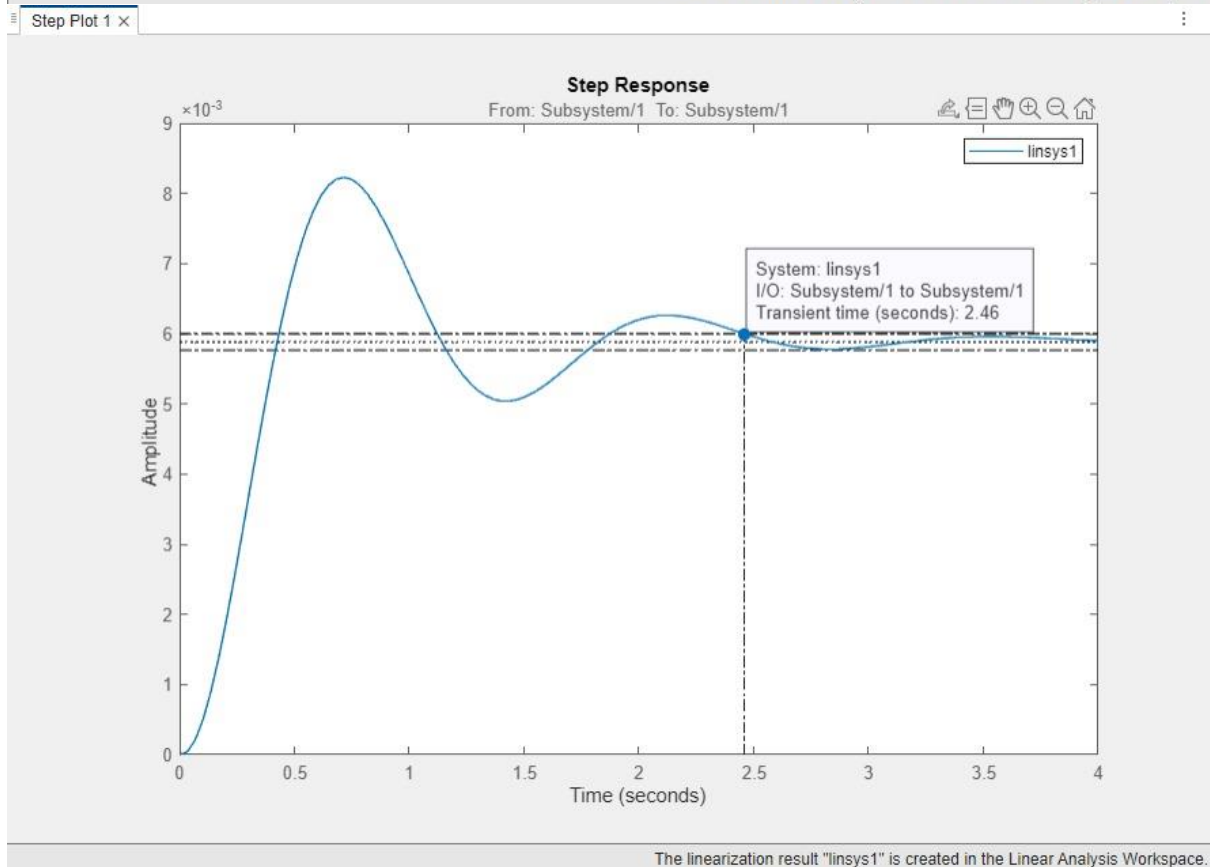 Step Plot 1 ×
Step Response
From: Subsystem/1 To: Subsystem/1
×10⁻³
linsys1
9
8
7
6
5
4
3
2
1
0
Amplitude
System: linsys1
I/O: Subsystem/1 to Subsystem/1
Transient time (seconds): 2.46
0 0.5 1 1.5 2 2.5 3 3.5 4
Time (seconds)
The linearization result "linsys1" is created in the Linear Analysis Workspace.